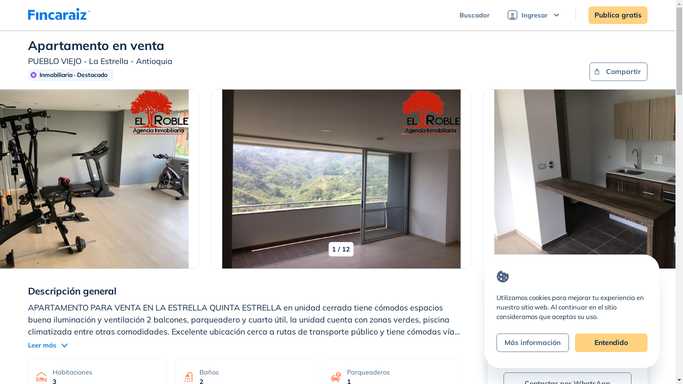 Fincaraiz
Buscador
Ingresar
Publica gratis
Apartamento en venta
PUEBLO VIEJO - La Estrella - Antioquia
Inmobiliaria · Destacado
Compartir
EL ROBLE
Agencia Inmobiliaria
EL ROBLE
Agencia Inmobiliaria
1 / 12
Descripción general
APARTAMENTO PARA VENTA EN LA ESTRELLA QUINTA ESTRELLA en unidad cerrada tiene cómodos espacios
buena iluminación y ventilación 2 balcones, parqueadero y cuarto útil, la unidad cuenta con zonas verdes, piscina
climatizada entre otras comodidades. Excelente ubicación cerca a rutas de transporte público y tiene cómodas vía...
Leer más
Habitaciones
3
Baños
2
Parqueaderos
1
Utilizamos cookies para mejorar tu experiencia en
nuestro sitio web. Al continuar en el sitio
consideramos que aceptas su uso.
Más información
Entendido
Contactar por WhatsApp